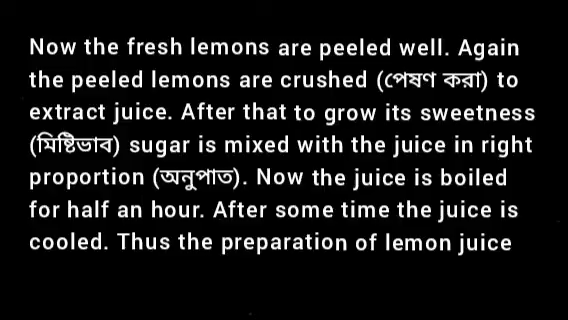 Now the fresh lemons are peeled well. Again
the peeled lemons are crushed (পেষণ করা) to
extract juice. After that to grow its sweetness
(মিষ্টিভাব) sugar is mixed with the juice in right
proportion (অনুপাত). Now the juice is boiled
for half an hour. After some time the juice is
cooled. Thus the preparation of lemon juice